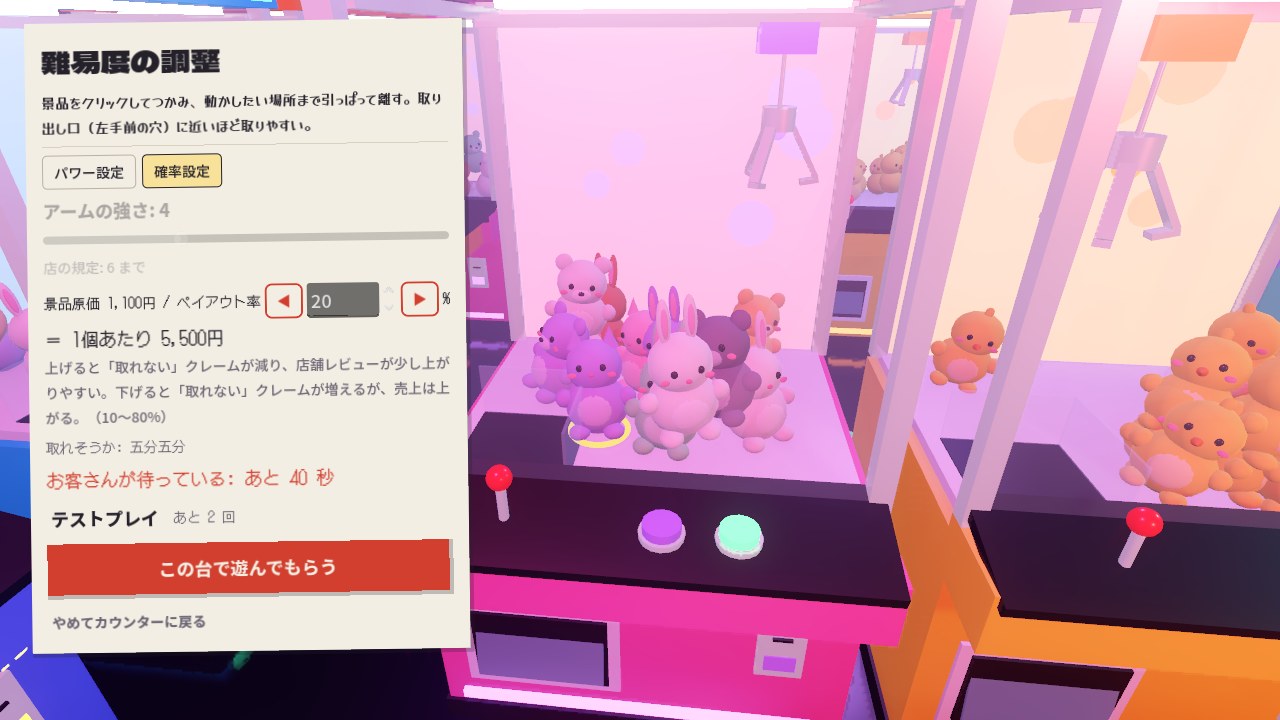 難易度の調整
景品をクリックしてつかみ、動かしたい場所まで引っぱって離す。取り
出し口（左手前の穴）に近いほど取りやすい。
パワー設定
確率設定
アームの強さ: 4
店の規定: 6 まで
景品原価 1,100円 / ペイアウト率 ◀ 20 ▶ %
= 1個あたり 5,500円
上げると「取れない」クレームが減り、店舗レビューが少し上が
りやすい。下げると「取れない」クレームが増えるが、売上は上
がる。（10〜80%）
取れそうか: 五分五分
お客さんが待っている: あと 40 秒
テストプレイ あと 2 回
この台で遊んでもらう
やめてカウンターに戻る